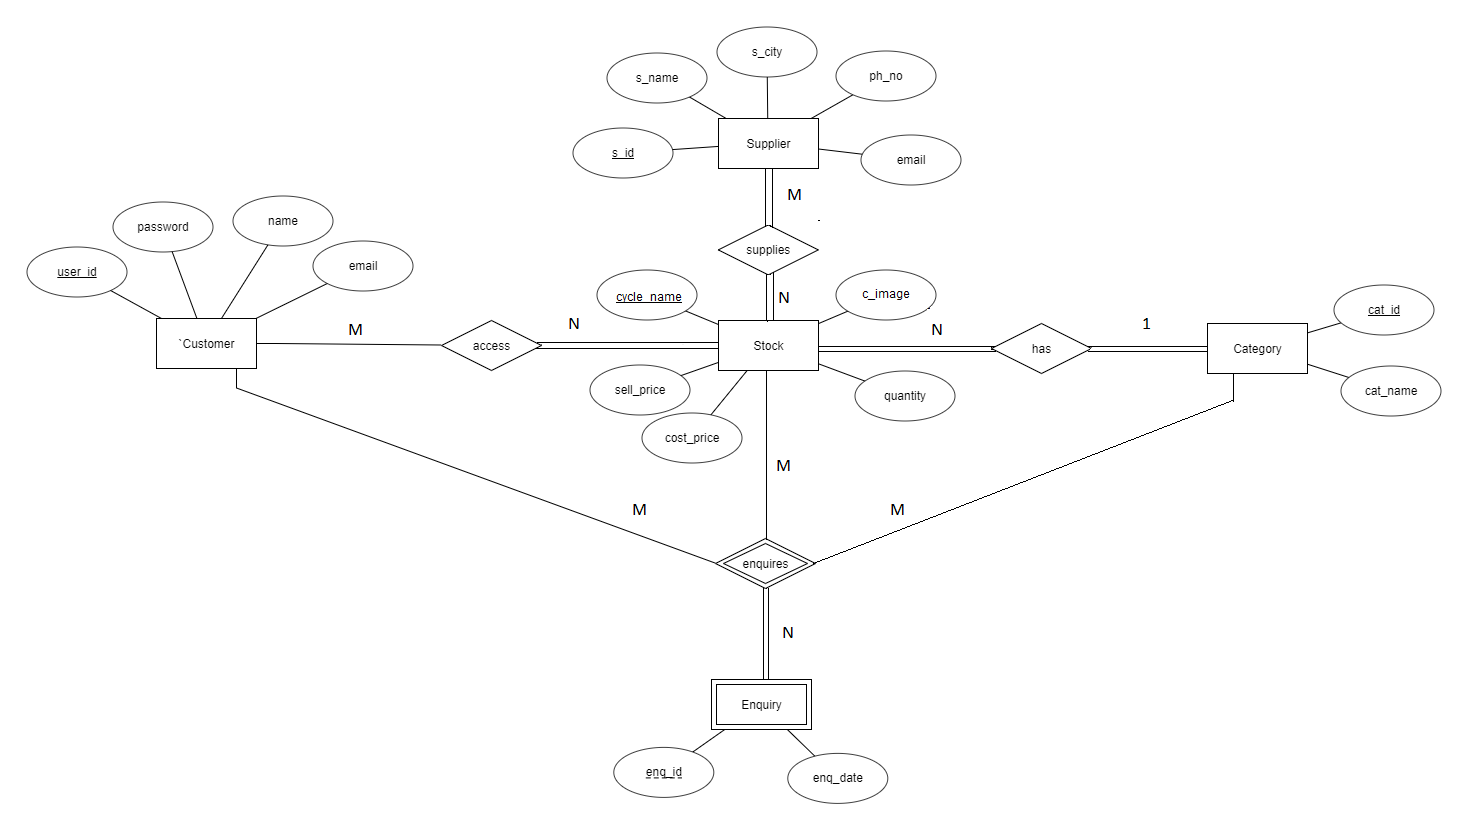 s_city
s_name
ph_no
Supplier
s_id
email
M
password
name
supplies
user_id
email
cycle_name
N
c_image
cat_id
`Customer
M
access
N
Stock
N
has
1
Category
sell_price
quantity
cat_name
cost_price
M
M
M
enquires
N
Enquiry
enq_id
enq_date